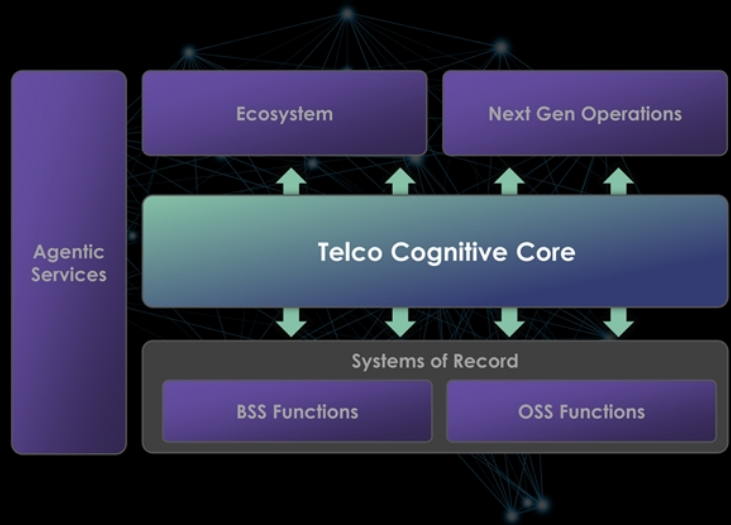 Ecosystem
Next Gen Operations
Agentic
Services
Telco Cognitive Core
Systems of Record
BSS Functions
OSS Functions